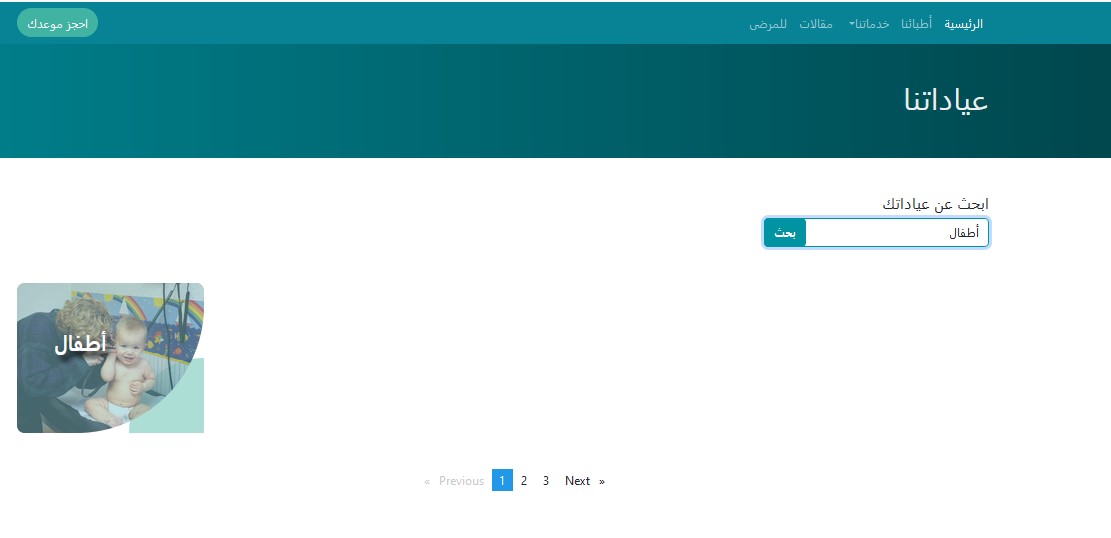 الرئيسية أطبائنا خدماتنا مقالات للمرضى احجز موعدك
عياداتنا
ابحث عن عياداتك
أطفال بحث
أطفال
« Previous 1 2 3 Next »